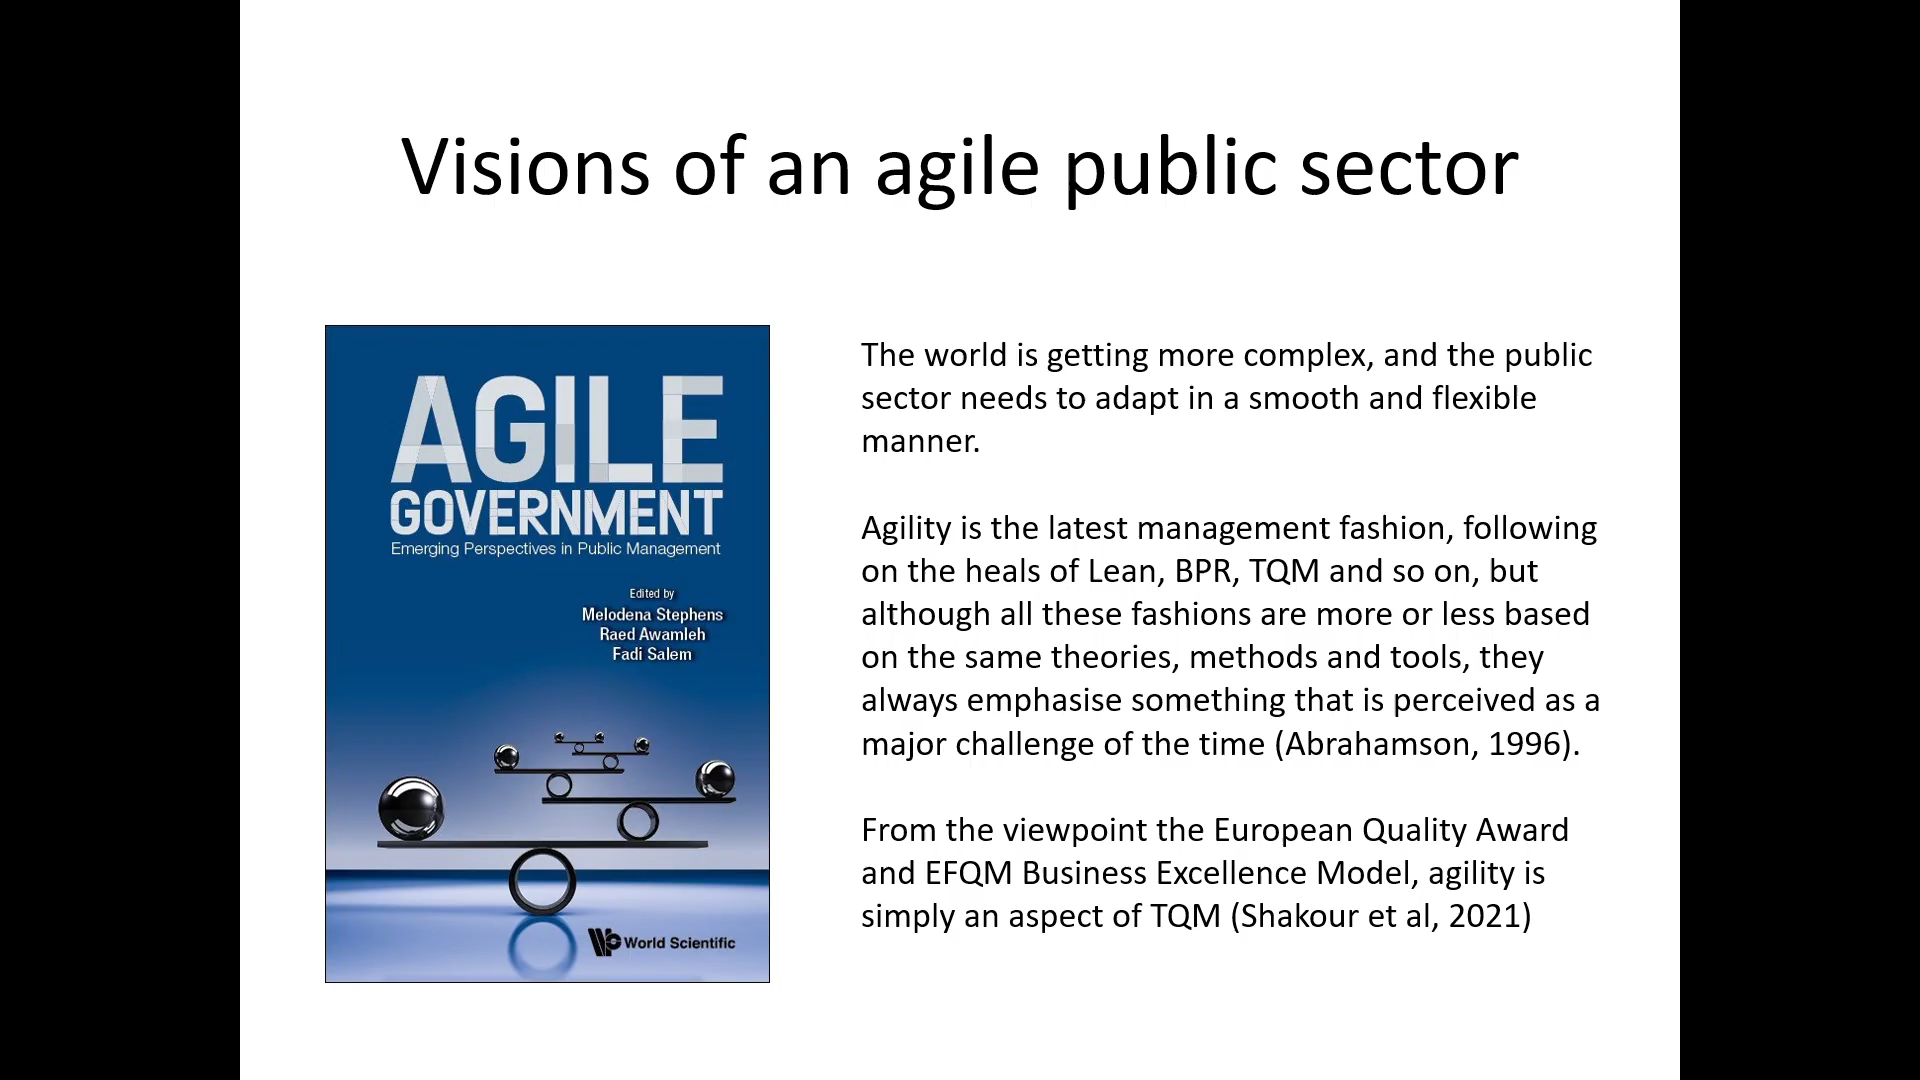 Visions of an agile public sector
AGILE
GOVERNMENT
Emerging Perspectives in Public Management
Edited by
Melodena Stephens
Raed Awamleh
Fadi Salem
World Scientific
The world is getting more complex, and the public
sector needs to adapt in a smooth and flexible
manner.
Agility is the latest management fashion, following
on the heals of Lean, BPR, TQM and so on, but
although all these fashions are more or less based
on the same theories, methods and tools, they
always emphasise something that is perceived as a
major challenge of the time (Abrahamson, 1996).
From the viewpoint the European Quality Award
and EFQM Business Excellence Model, agility is
simply an aspect of TQM (Shakour et al, 2021)